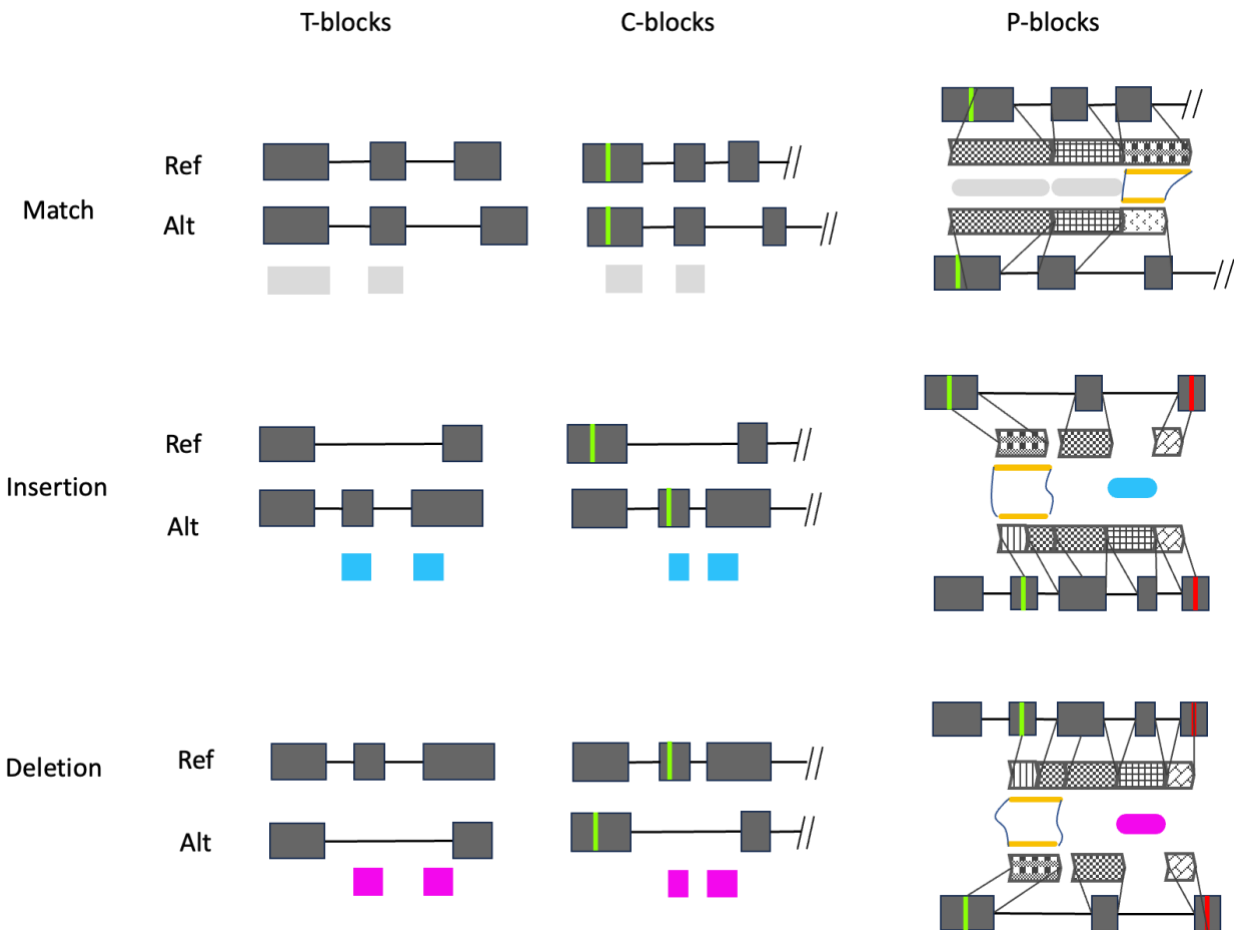 T-blocks C-blocks P-blocks
Ref
Match
Alt
Ref
Insertion
Alt
Ref
Deletion
Alt